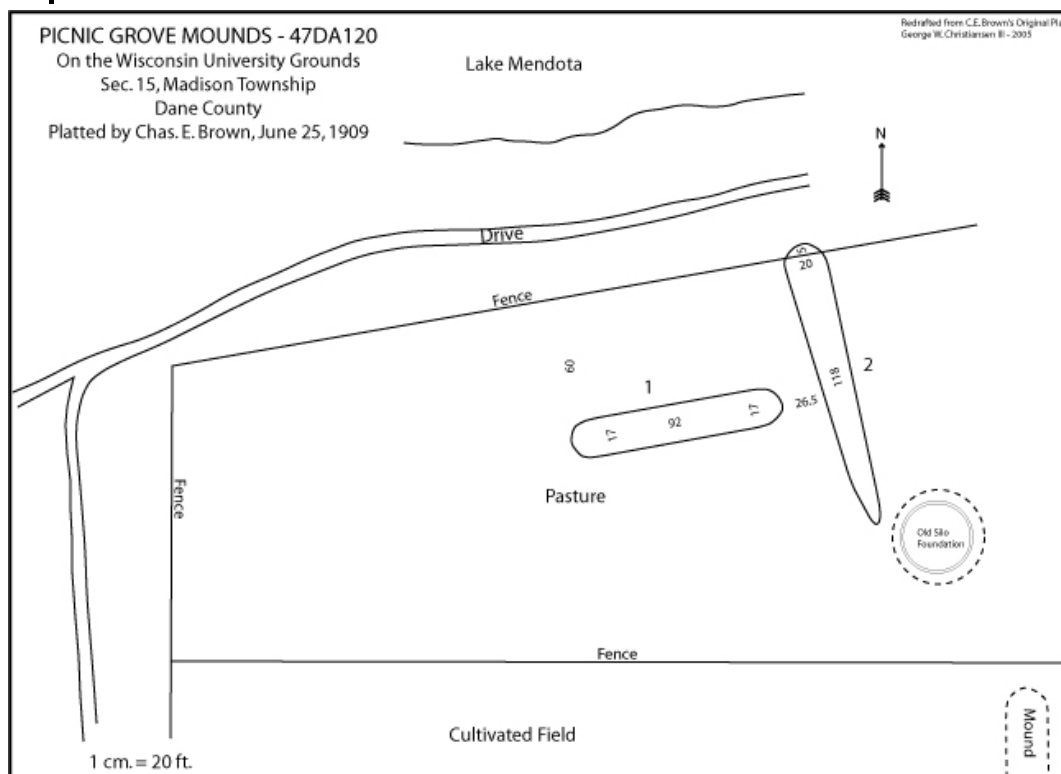 PICNIC GROVE MOUNDS - 47DA120
On the Wisconsin University Grounds
Sec. 15, Madison Township
Dane County
Platted by Chas. E. Brown, June 25, 1909
Redrafted from C.E. Brown's Original Pla
George W. Christiansen III - 2005
Lake Mendota
N
Drive
Fence
5
20
60
1
2
118
17
92
17
26.5
Pasture
Fence
Old Silo
Foundation
Fence
Mound
Cultivated Field
1 cm. = 20 ft.